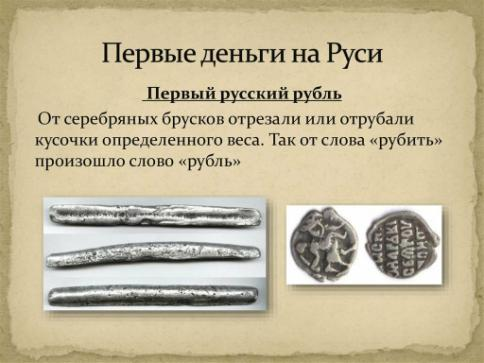 Первые деньги на Руси
Первый русский рубль
От серебряных брусков отрезали или отрубали
кусочки определенного веса. Так от слова «рубить»
произошло слово «рубль»